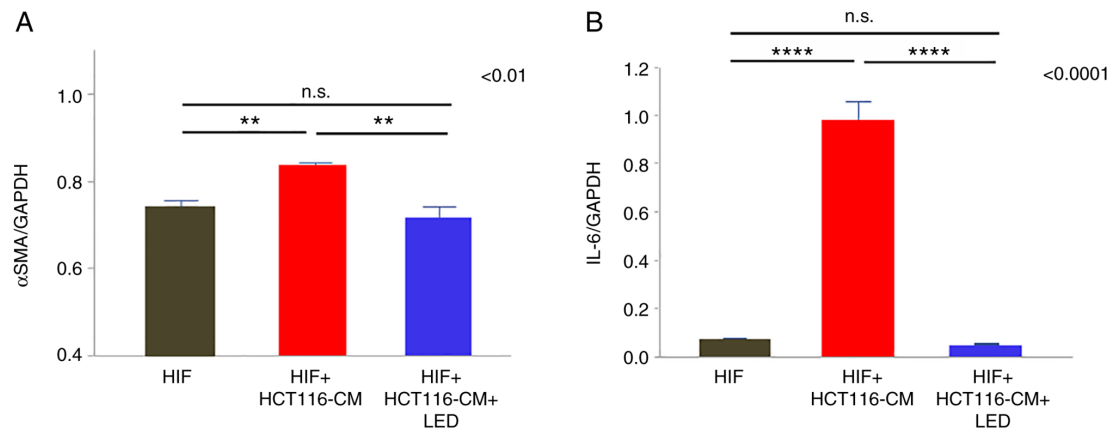 A
<0.01
n.s.
**
**
1.0
0.8
0.6
0.4
αSMA/GAPDH
HIF
HIF+
HCT116-CM
HIF+
HCT116-CM+
LED
B
n.s.
****
****
<0.0001
1.2
1.0
0.8
0.6
0.4
0.2
0.0
IL-6/GAPDH
HIF
HIF+
HCT116-CM
HIF+
HCT116-CM+
LED